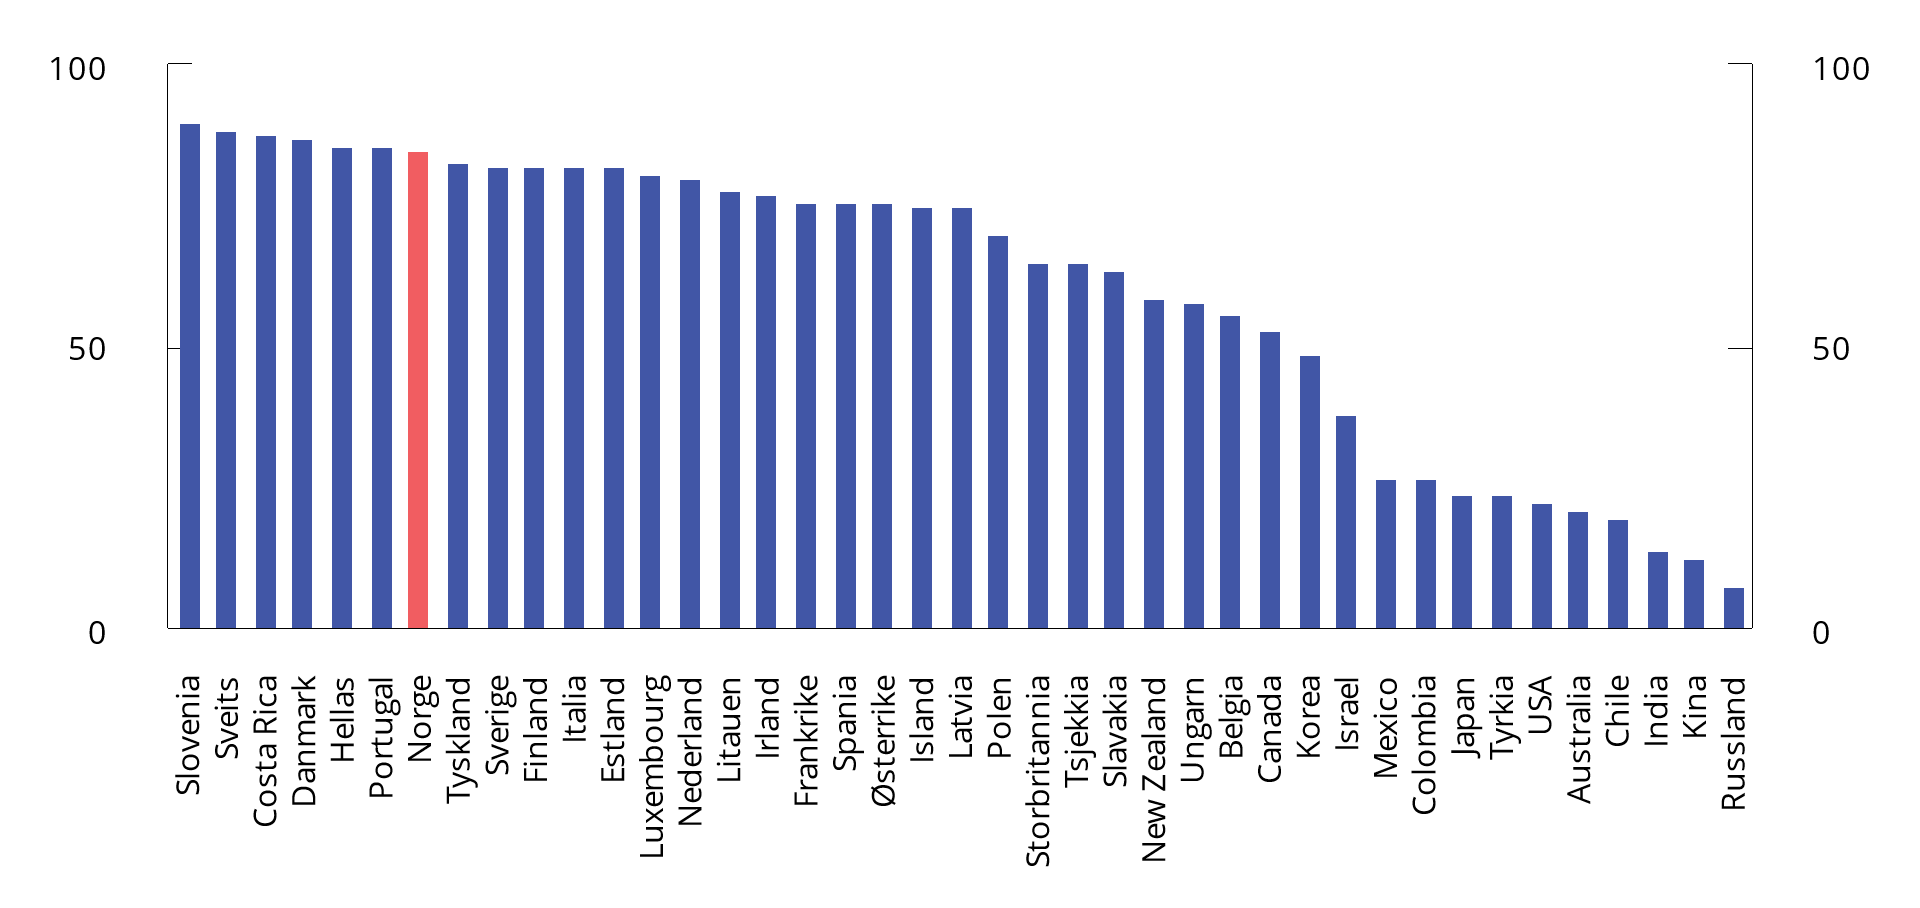 100
100
50
50
0
0
Slovenia
Sveits
Costa Rica
Danmark
Hellas
Portugal
Norge
Tyskland
Sverige
Finland
Italia
Estland
Luxembourg
Nederland
Litauen
Irland
Frankrike
Spania
Østerrike
Island
Latvia
Polen
Storbritannia
Tsjekkia
Slavakia
New Zealand
Ungarn
Belgia
Canada
Korea
Israel
Mexico
Colombia
Japan
Tyrkia
USA
Australia
Chile
India
Kina
Russland